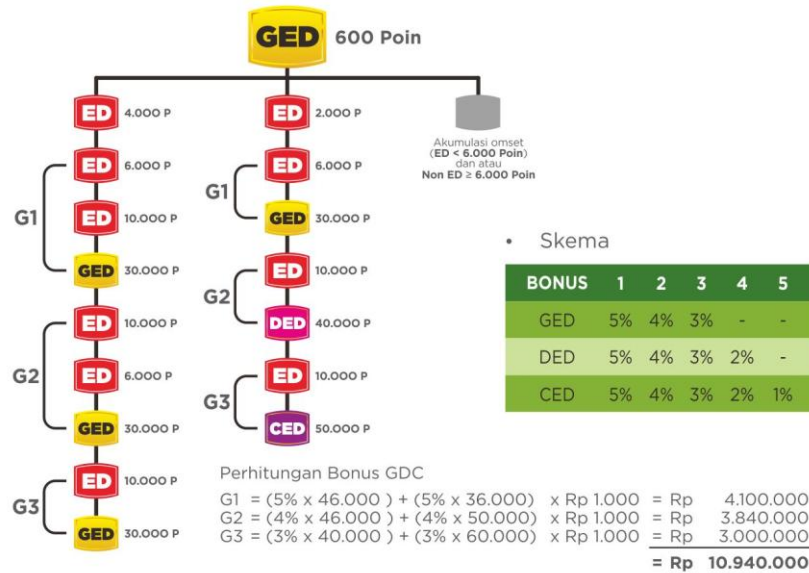 GED 600 Poin
ED 4.000 P
ED 6.000 P
ED 10.000 P
GED 30.000 P
G1
ED 10.000 P
ED 6.000 P
GED 30.000 P
G2
ED 10.000 P
GED 30.000 P
G3
ED 2.000 P
ED 6.000 P
GED 30.000 P
G1
ED 10.000 P
DED 40.000 P
G2
ED 10.000 P
CED 50.000 P
G3
Akumulasi omset
(ED < 6.000 Poin)
dan atau
Non ED ≥ 6.000 Poin
• Skema
BONUS 1 2 3 4 5
GED 5% 4% 3% - -
DED 5% 4% 3% 2% -
CED 5% 4% 3% 2% 1%
Perhitungan Bonus GDC
G1 = (5% x 46.000 ) + (5% x 36.000) x Rp 1.000 = Rp 4.100.000
G2 = (4% x 46.000 ) + (4% x 50.000) x Rp 1.000 = Rp 3.840.000
G3 = (3% x 40.000 ) + (3% x 60.000) x Rp 1.000 = Rp 3.000.000
= Rp 10.940.000